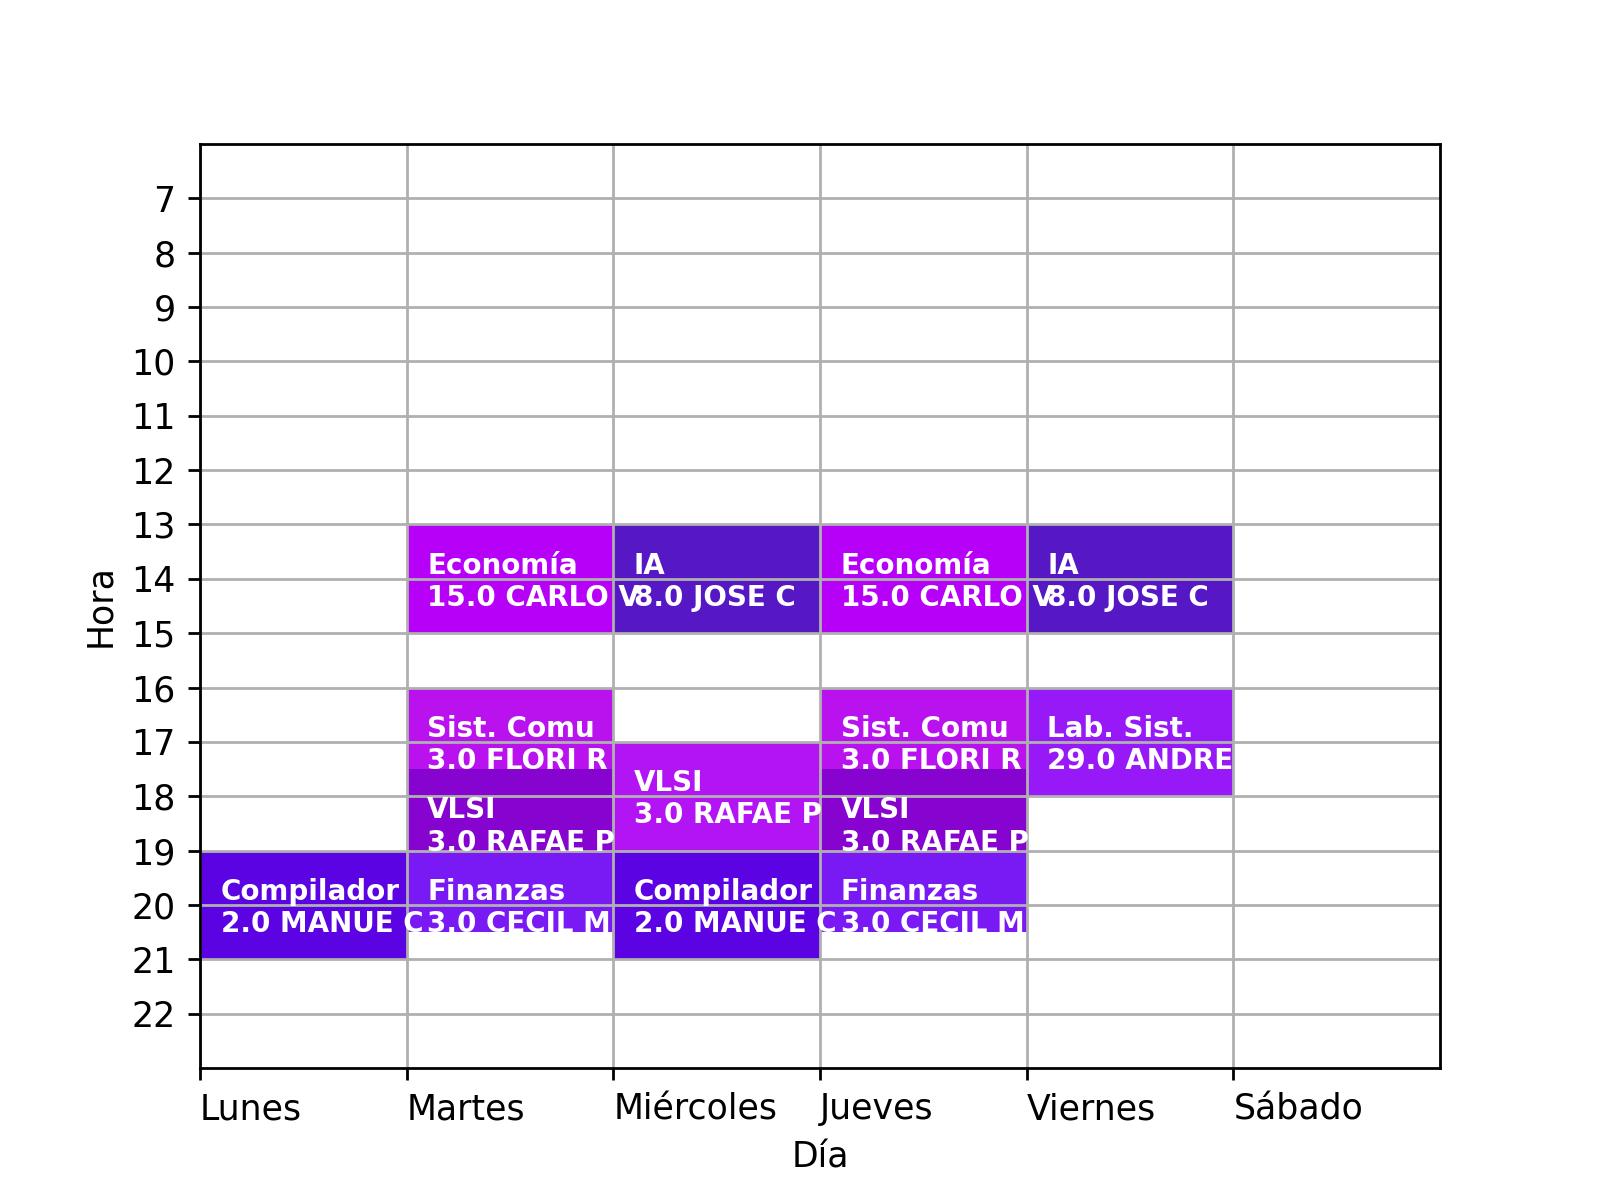 7
8
9
10
11
12
13
14
15
16
17
18
19
20
21
22
Hora
Economía
15.0 CARLO V
IA
8.0 JOSE C
Economía
15.0 CARLO V
IA
8.0 JOSE C
Sist. Comu
3.0 FLORI R
Sist. Comu
3.0 FLORI R
Lab. Sist.
29.0 ANDRE
VLSI
3.0 RAFAE P
VLSI
3.0 RAFAE P
VLSI
3.0 RAFAE P
Compilador
2.0 MANUE C
Finanzas
3.0 CECIL M
Compilador
2.0 MANUE C
Finanzas
3.0 CECIL M
Lunes Martes Miércoles Jueves Viernes Sábado
Día